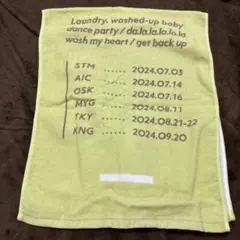 Laundry, washed-up baby
dance party / da.la.la.la.la.la
wash my heart / get back up
STM ...... 2024.07.03
AIC ...... 2024.07.14
OSK ...... 2024.07.16
MYG ...... 2024.08.11
TKY ...... 2024.08.21-22
KNG ...... 2024.09.20